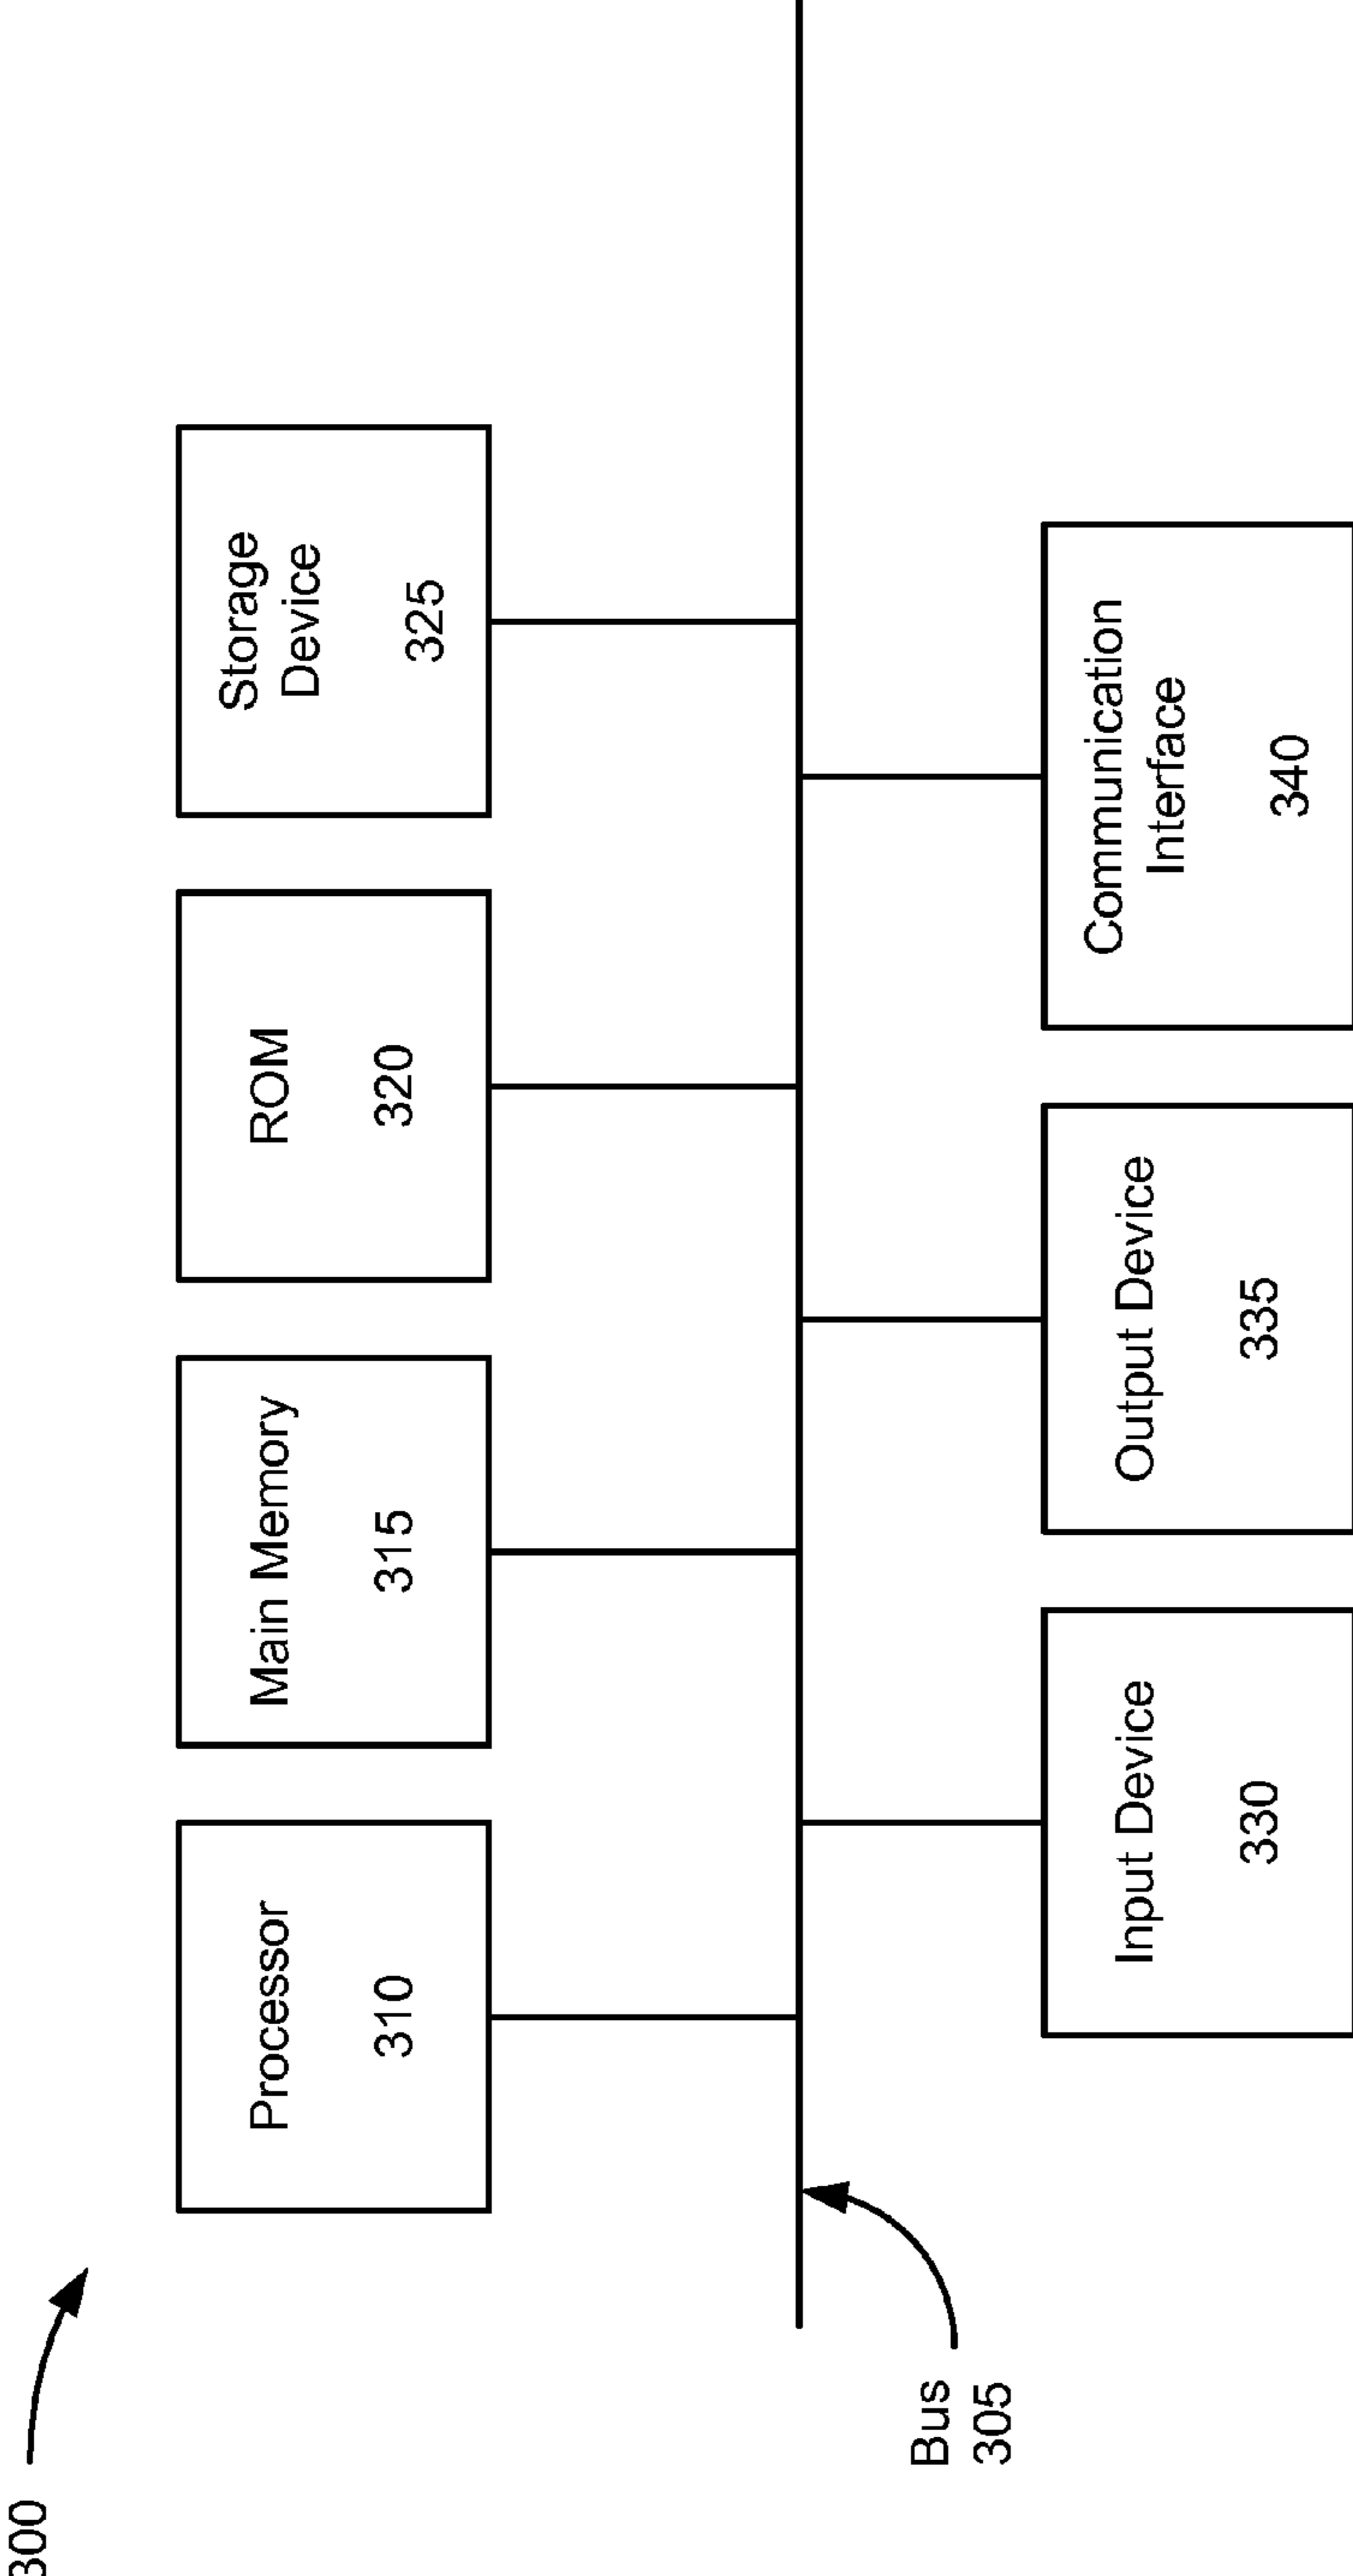 300
Processor
310
Main Memory
315
ROM
320
Storage
Device
325
Bus
305
Input Device
330
Output Device
335
Communication
Interface
340